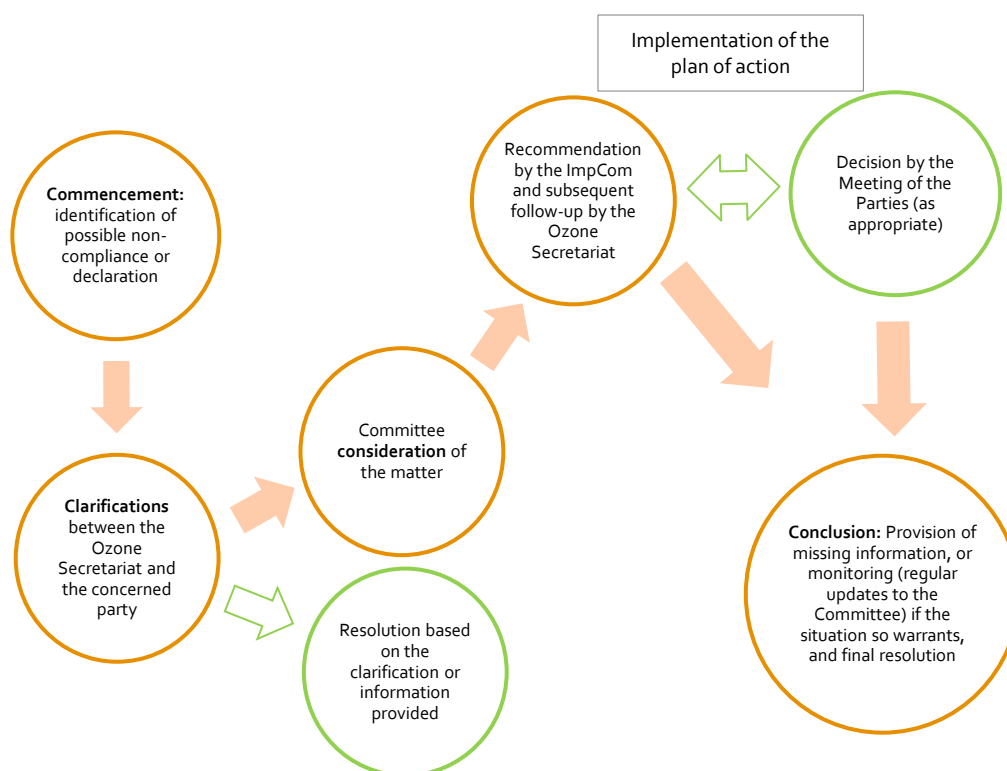 Implementation of the
plan of action
Commencement:
identification of
possible non-
compliance or
declaration
Recommendation
by the ImpCom
and subsequent
follow-up by the
Ozone
Secretariat
Decision by the
Meeting of the
Parties (as
appropriate)
Clarifications
between the
Ozone
Secretariat and
the concerned
party
Committee
consideration of
the matter
Resolution based
on the
clarification or
information
provided
Conclusion: Provision of
missing information, or
monitoring (regular
updates to the
Committee) if the
situation so warrants,
and final resolution